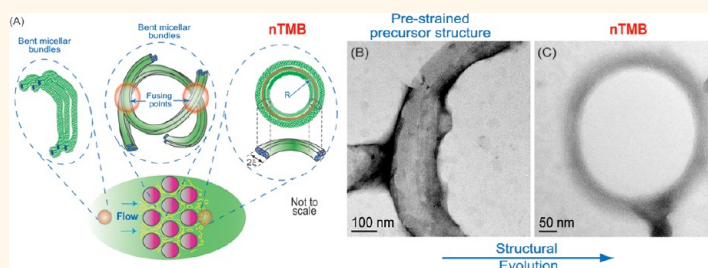 (A)
Bent micellar
bundles
Bent micellar
bundles
nTMB
Fusing
points
R
2ξ
Flow
Not to
scale
Pre-strained
precursor structure
(B)
100 nm
nTMB
(C)
50 nm
Structural
Evolution